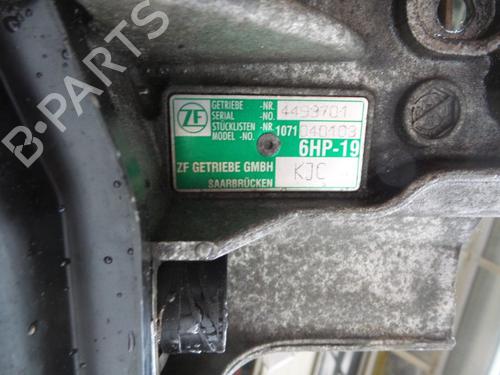 ZF
GETRIEBE -NR. 4499701
SERIAL -NO.
STÜCKLISTEN -NR. 1071 040103
MODEL -NO.
6HP-19
ZF GETRIEBE GMBH KJC
SAARBRÜCKEN
B-PARTS